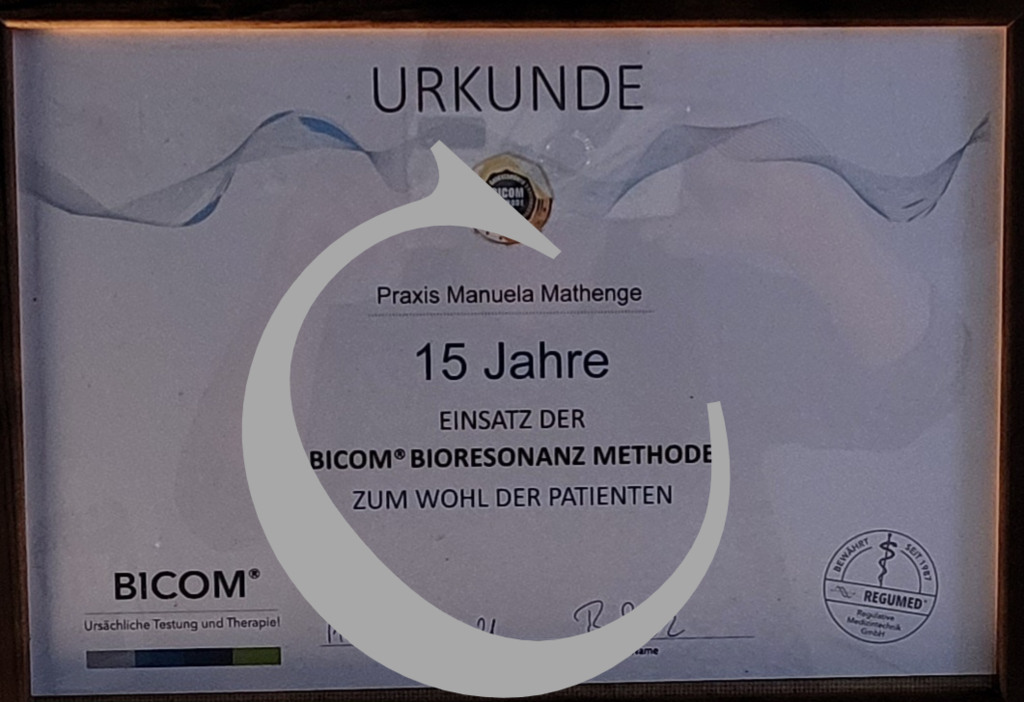 URKUNDE
BICOM
Praxis Manuela Mathenge
15 Jahre
EINSATZ DER
BICOM® BIORESONANZ METHODE
ZUM WOHL DER PATIENTEN
BICOM®
Ursächliche Testung und Therapie!
BEWÄHRT SEIT 1987
REGUMED®
Regulative
Medizintechnik
GmbH